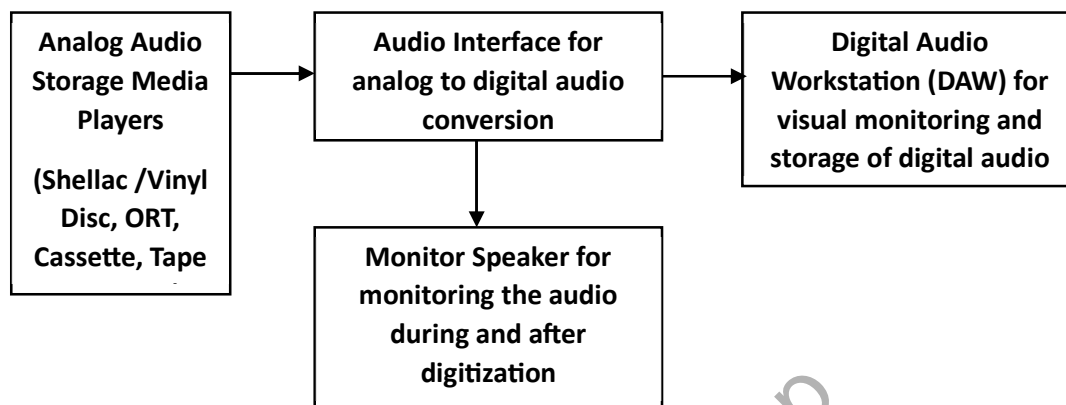 Analog Audio
Storage Media
Players
(Shellac /Vinyl
Disc, ORT,
Cassette, Tape
Audio Interface for
analog to digital audio
conversion
Digital Audio
Workstation (DAW) for
visual monitoring and
storage of digital audio
Monitor Speaker for
monitoring the audio
during and after
digitization